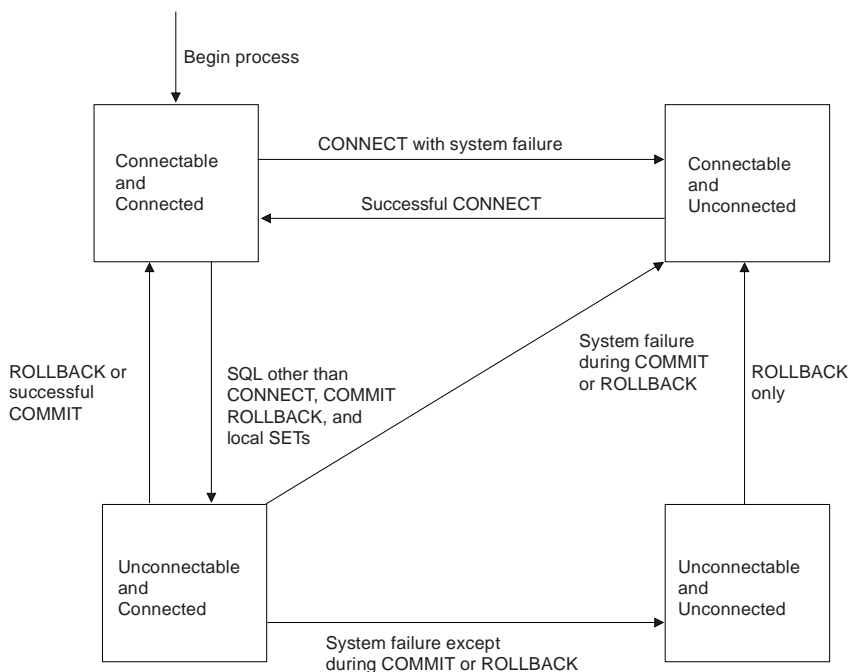 Begin process
Connectable
and
Connected
CONNECT with system failure
Successful CONNECT
Connectable
and
Unconnected
ROLLBACK or
successful
COMMIT
SQL other than
CONNECT, COMMIT
ROLLBACK, and
local SETs
System failure
during COMMIT
or ROLLBACK
ROLLBACK
only
Unconnectable
and
Connected
System failure except
during COMMIT or ROLLBACK
Unconnectable
and
Unconnected